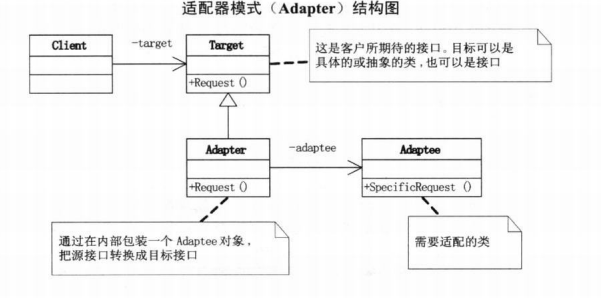 适配器模式（Adapter）结构图
Client
-target
Target
+Request()
这是客户所期待的接口。目标可以是
具体的或抽象的类，也可以是接口
Adapter
+Request()
-adaptee
Adaptee
+SpecificRequest ()
通过在内部包装一个 Adaptee 对象，
把源接口转换成目标接口
需要适配的类